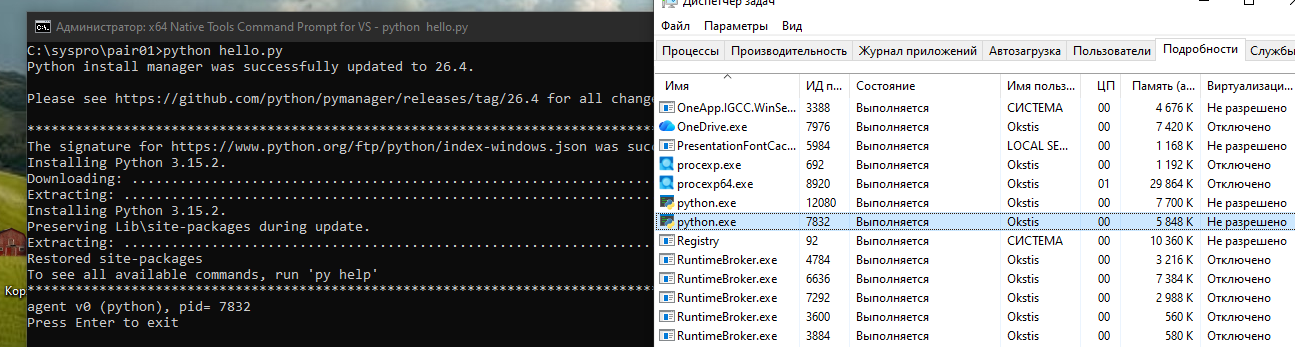 Администратор: x64 Native Tools Command Prompt for VS - python hello.py
C:\syspro\pair01>python hello.py
Python install manager was successfully updated to 26.4.
Please see https://github.com/python/pymanager/releases/tag/26.4 for all change
********************************************************************************
The signature for https://www.python.org/ftp/python/index-windows.json was succ
Installing Python 3.15.2.
Downloading: ..................................................................
Extracting: ...................................................................
Installing Python 3.15.2.
Preserving Lib\site-packages during update.
Extracting: ...................................................................
Restored site-packages
To see all available commands, run 'py help'
********************************************************************************
agent v0 (python), pid= 7832
Press Enter to exit
Кор
Диспетчер задач
Файл Параметры Вид
Процессы Производительность Журнал приложений Автозагрузка Пользователи Подробности Службы
Имя ИД п... Состояние Имя польз... ЦП Память (а... Виртуализаци...
OneApp.IGCC.WinSe... 3388 Выполняется СИСТЕМА 00 4 676 K Не разрешено
OneDrive.exe 7976 Выполняется Okstis 00 7 420 K Отключено
PresentationFontCac... 5984 Выполняется LOCAL SE... 00 1 168 K Не разрешено
procexp.exe 692 Выполняется Okstis 00 1 192 K Отключено
procexp64.exe 8920 Выполняется Okstis 01 29 864 K Не разрешено
python.exe 12080 Выполняется Okstis 00 7 700 K Не разрешено
python.exe 7832 Выполняется Okstis 00 5 848 K Не разрешено
Registry 92 Выполняется СИСТЕМА 00 10 360 K Не разрешено
RuntimeBroker.exe 4784 Выполняется Okstis 00 3 216 K Отключено
RuntimeBroker.exe 6636 Выполняется Okstis 00 7 384 K Отключено
RuntimeBroker.exe 7292 Выполняется Okstis 00 2 988 K Отключено
RuntimeBroker.exe 3600 Выполняется Okstis 00 560 K Отключено
RuntimeBroker.exe 3884 Выполняется Okstis 00 580 K Отключено